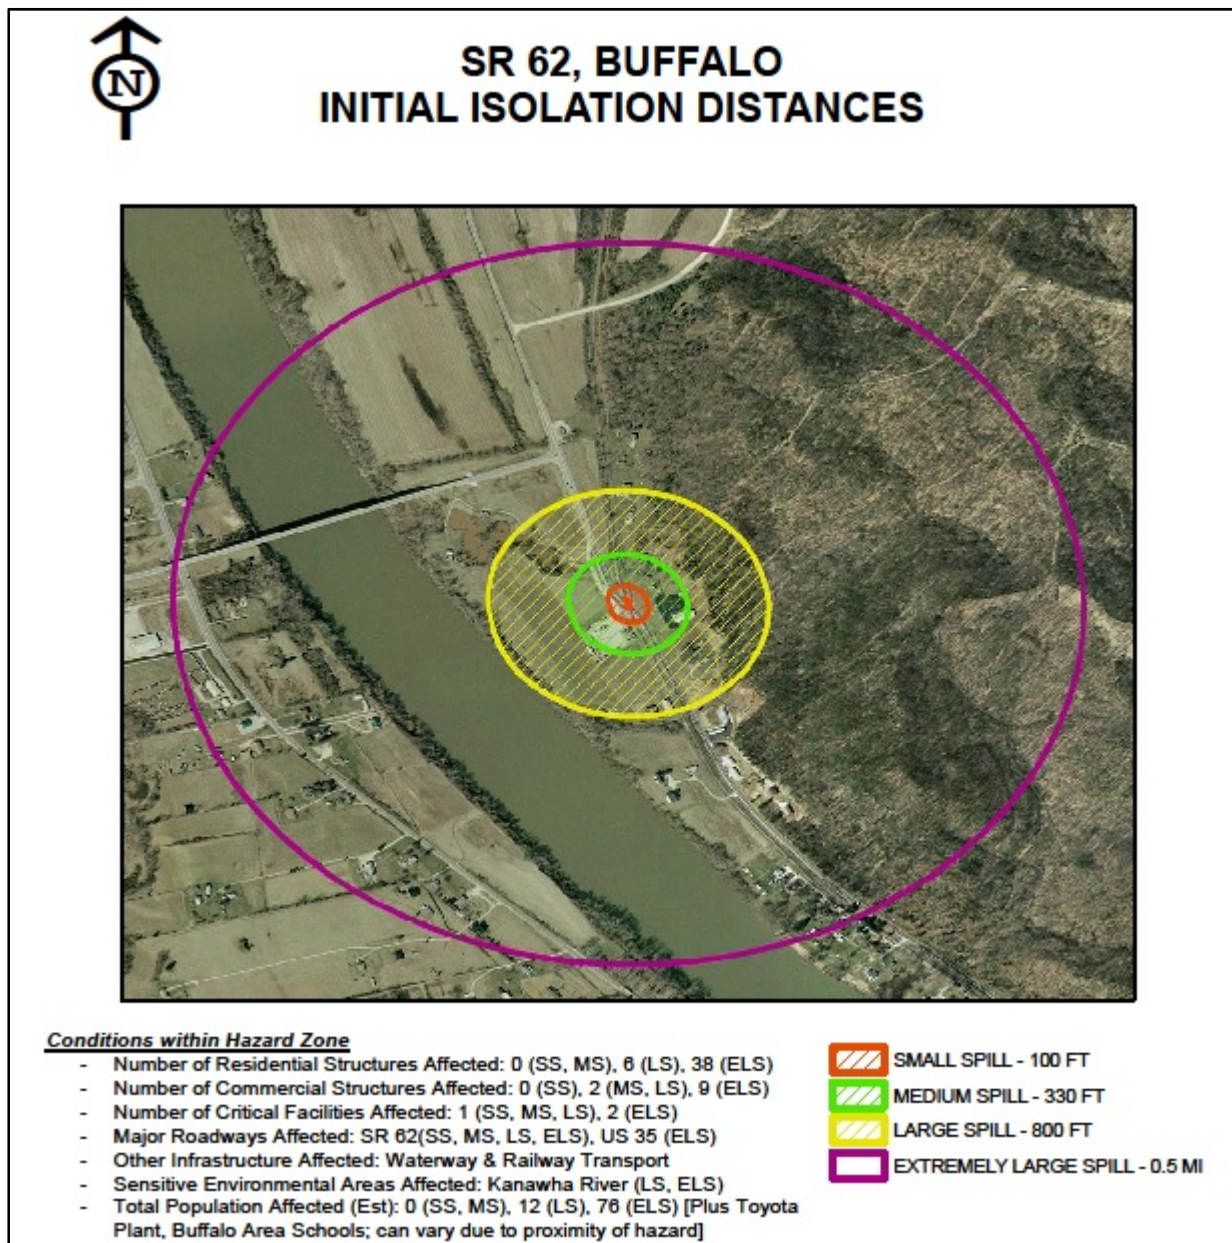 N
SR 62, BUFFALO
INITIAL ISOLATION DISTANCES
Conditions within Hazard Zone
- Number of Residential Structures Affected: 0 (SS, MS), 6 (LS), 38 (ELS)
- Number of Commercial Structures Affected: 0 (SS), 2 (MS, LS), 9 (ELS)
- Number of Critical Facilities Affected: 1 (SS, MS, LS), 2 (ELS)
- Major Roadways Affected: SR 62(SS, MS, LS, ELS), US 35 (ELS)
- Other Infrastructure Affected: Waterway & Railway Transport
- Sensitive Environmental Areas Affected: Kanawha River (LS, ELS)
- Total Population Affected (Est): 0 (SS, MS), 12 (LS), 76 (ELS) [Plus Toyota
Plant, Buffalo Area Schools; can vary due to proximity of hazard]
SMALL SPILL - 100 FT
MEDIUM SPILL - 330 FT
LARGE SPILL - 800 FT
EXTREMELY LARGE SPILL - 0.5 MI